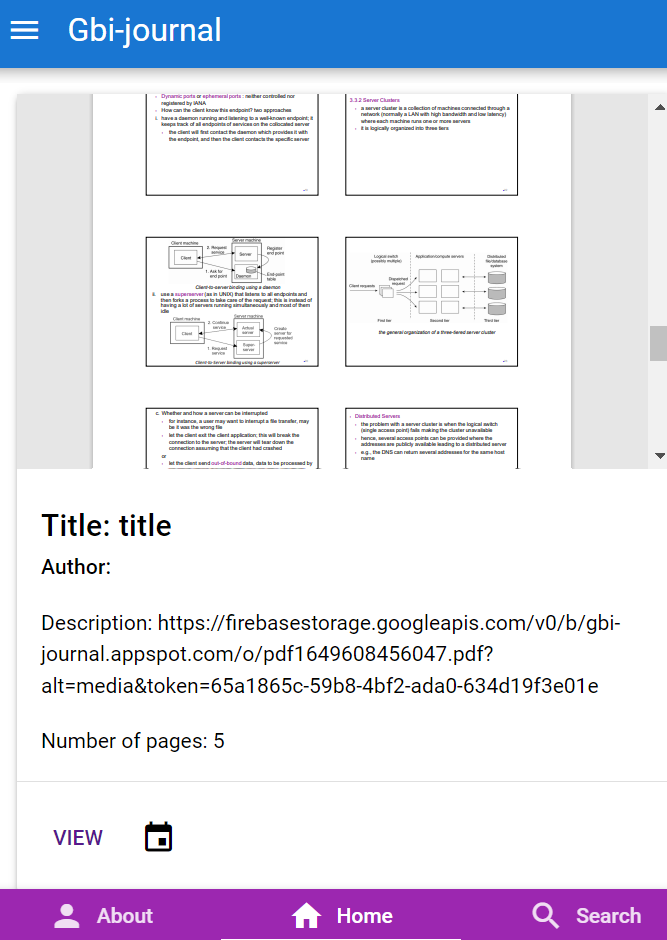 Gbi-journal
Dynamic ports or ephemeral ports : neither controlled nor
registered by IANA
How can the client know this endpoint? two approaches
i. have a daemon running and listening to a well-known endpoint; it
keeps track of all endpoints of services on the collocated server
the client will first contact the daemon which provides it with
the endpoint, and then the client contacts the specific server
3.3.2 Server Clusters
a server cluster is a collection of machines connected through a
network (normally a LAN with high bandwidth and low latency)
where each machine runs one or more servers
it is logically organized into three tiers
Client machine
Server machine
2. Request
service
Register
end point
Client
Server
1. Ask for
end point
Daemon
End-point
table
Client-to-server binding using a daemon
ii. use a superserver (as in UNIX) that listens to all endpoints and
then forks a process to take care of the request; this is instead of
having a lot of servers running simultaneously and most of them
idle
Client machine
Server machine
2. Continue
service
Actual
server
Create
server for
requested
service
Client
1. Request
service
Super-
server
Client-to-Server binding using a superserver
Logical switch
(possibly multiple)
Application/compute servers
Distributed
file/database
system
Client requests
Dispatched
request
First tier
Second tier
Third tier
the general organization of a three-tiered server cluster
c. Whether and how a server can be interrupted
for instance, a user may want to interrupt a file transfer, may
be it was the wrong file
let the client exit the client application; this will break the
connection to the server; the server will tear down the
connection assuming that the client had crashed
or
let the client send out-of-bound data, data to be processed by
Distributed Servers
the problem with a server cluster is when the logical switch
(single access point) fails making the cluster unavailable
hence, several access points can be provided where the
addresses are publicly available leading to a distributed server
e.g., the DNS can return several addresses for the same host
name
Title: title
Author:
Description: https://firebasestorage.googleapis.com/v0/b/gbi-
journal.appspot.com/o/pdf1649608456047.pdf?
alt=media&token=65a1865c-59b8-4bf2-ada0-634d19f3e01e
Number of pages: 5
VIEW
About
Home
Search